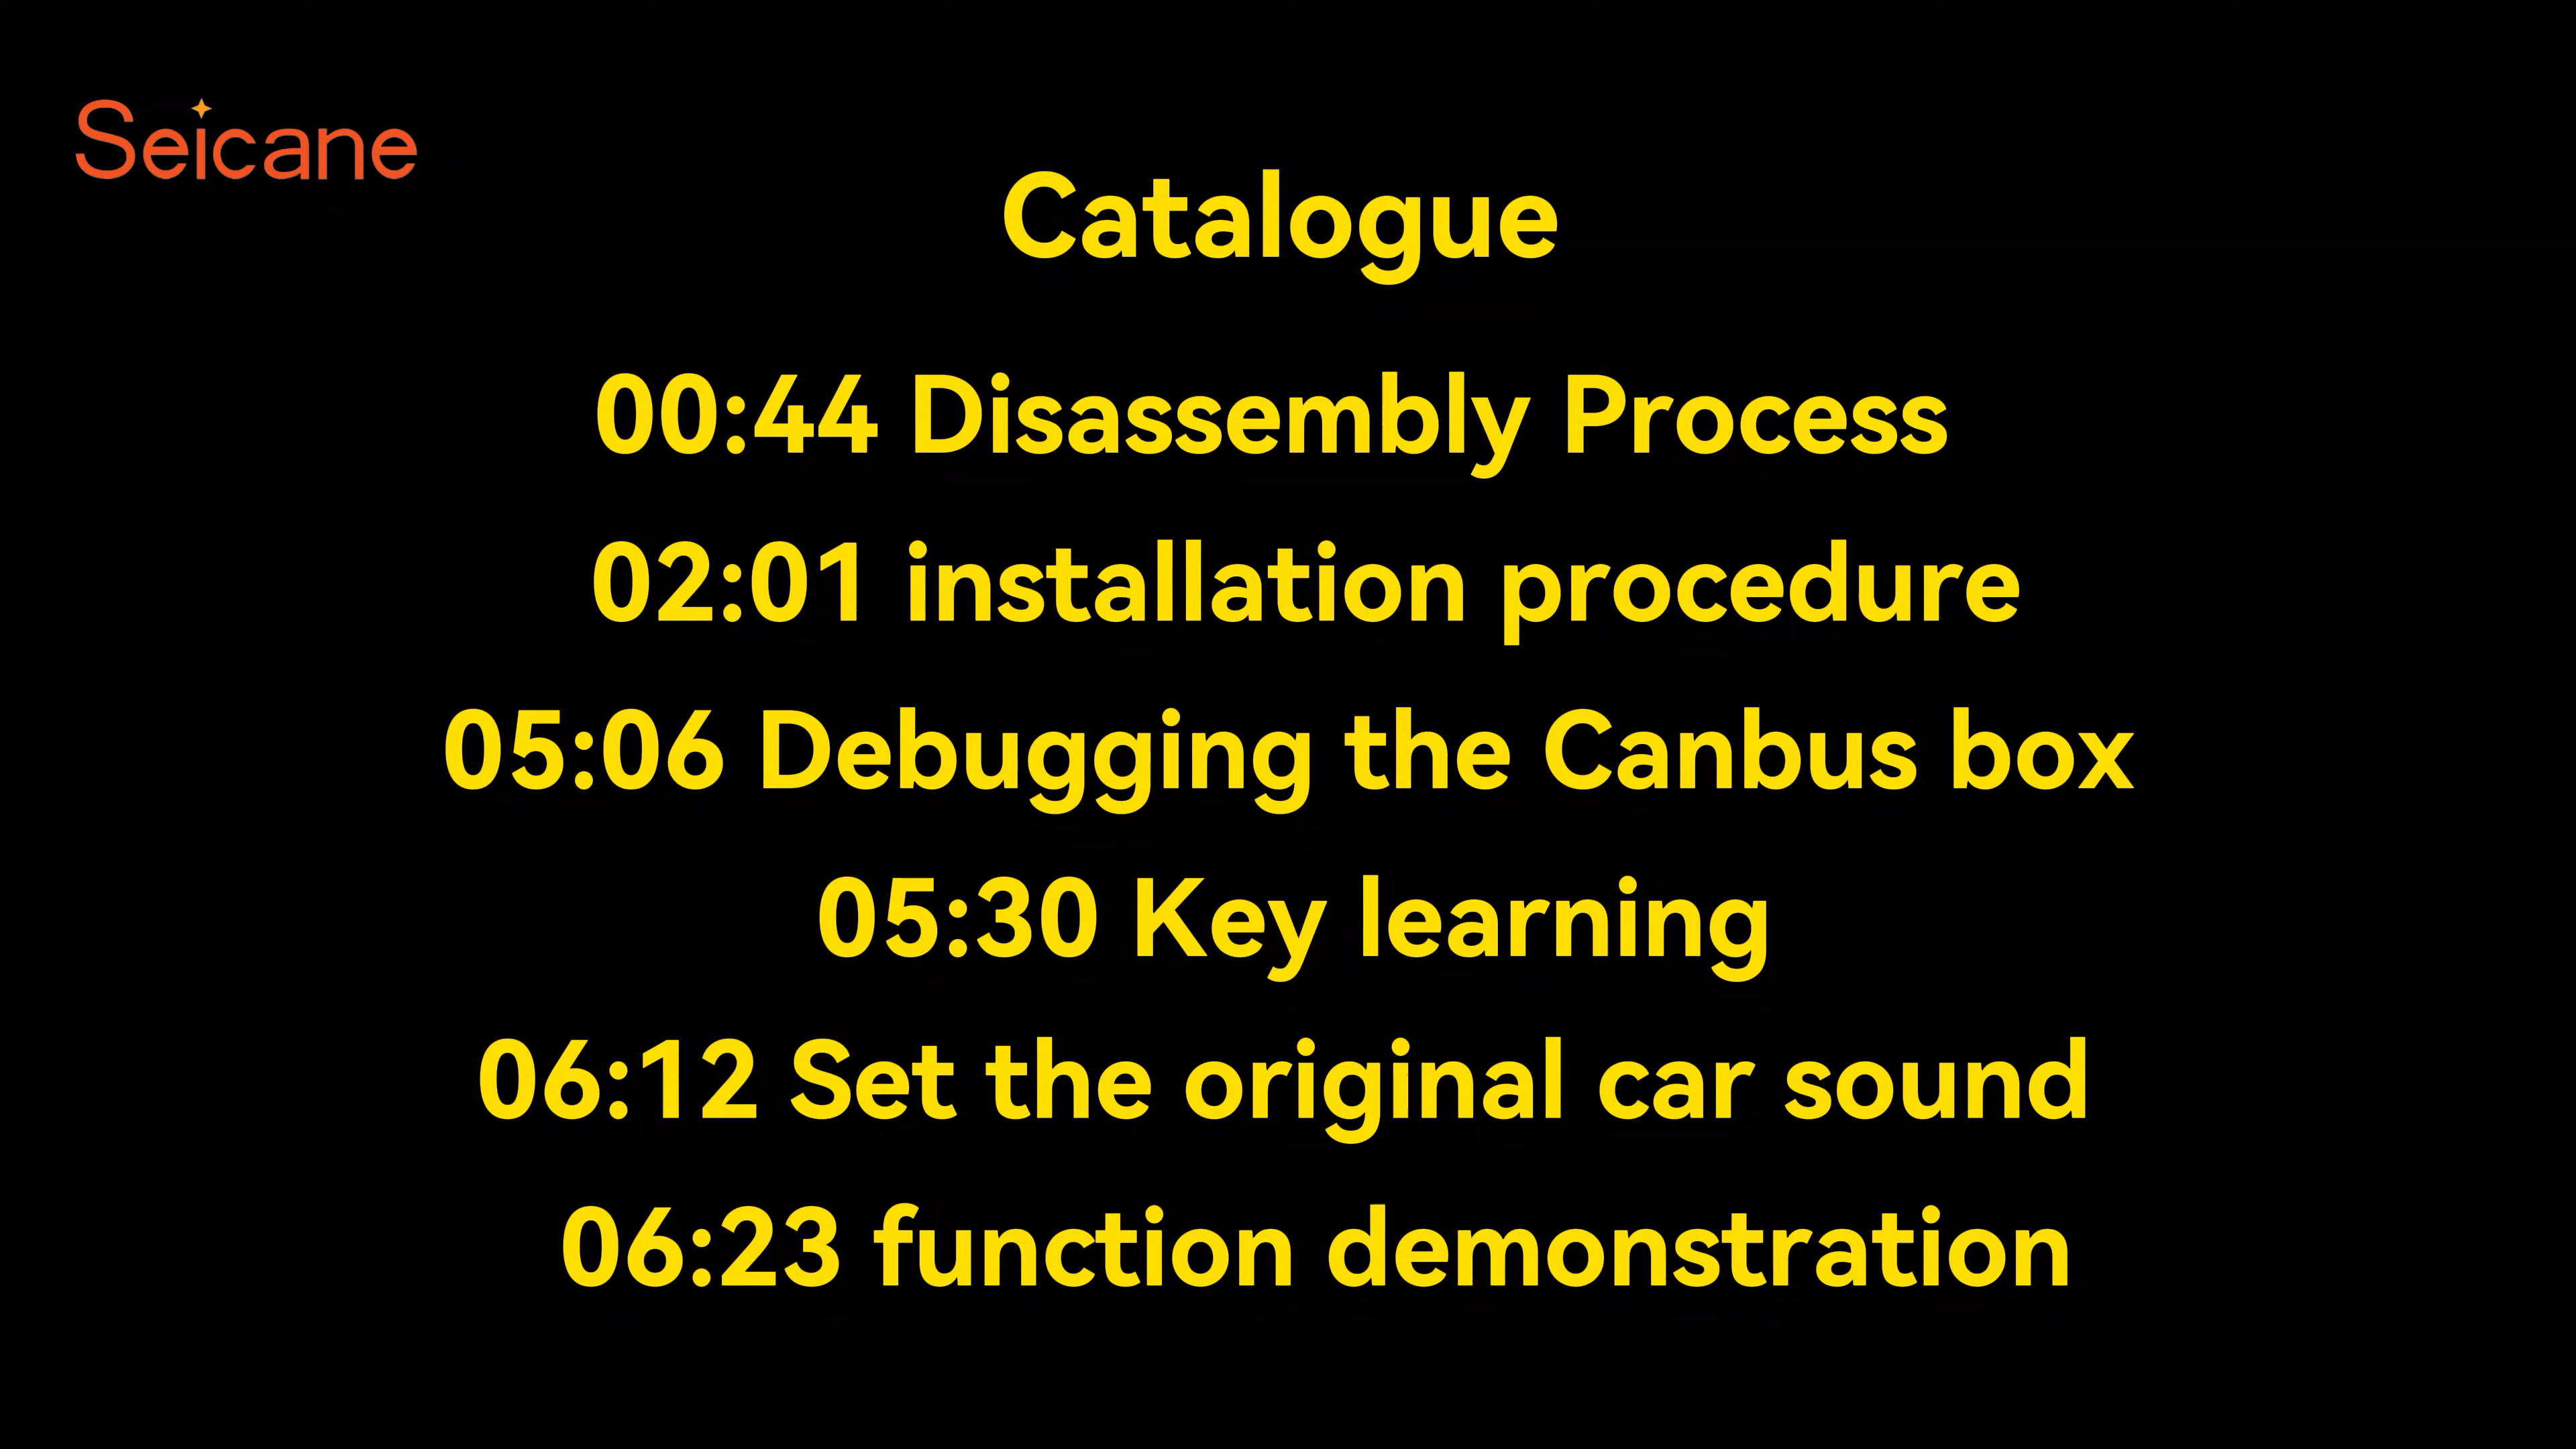 Seicane
Catalogue
00:44 Disassembly Process
02:01 installation procedure
05:06 Debugging the Canbus box
05:30 Key learning
06:12 Set the original car sound
06:23 function demonstration